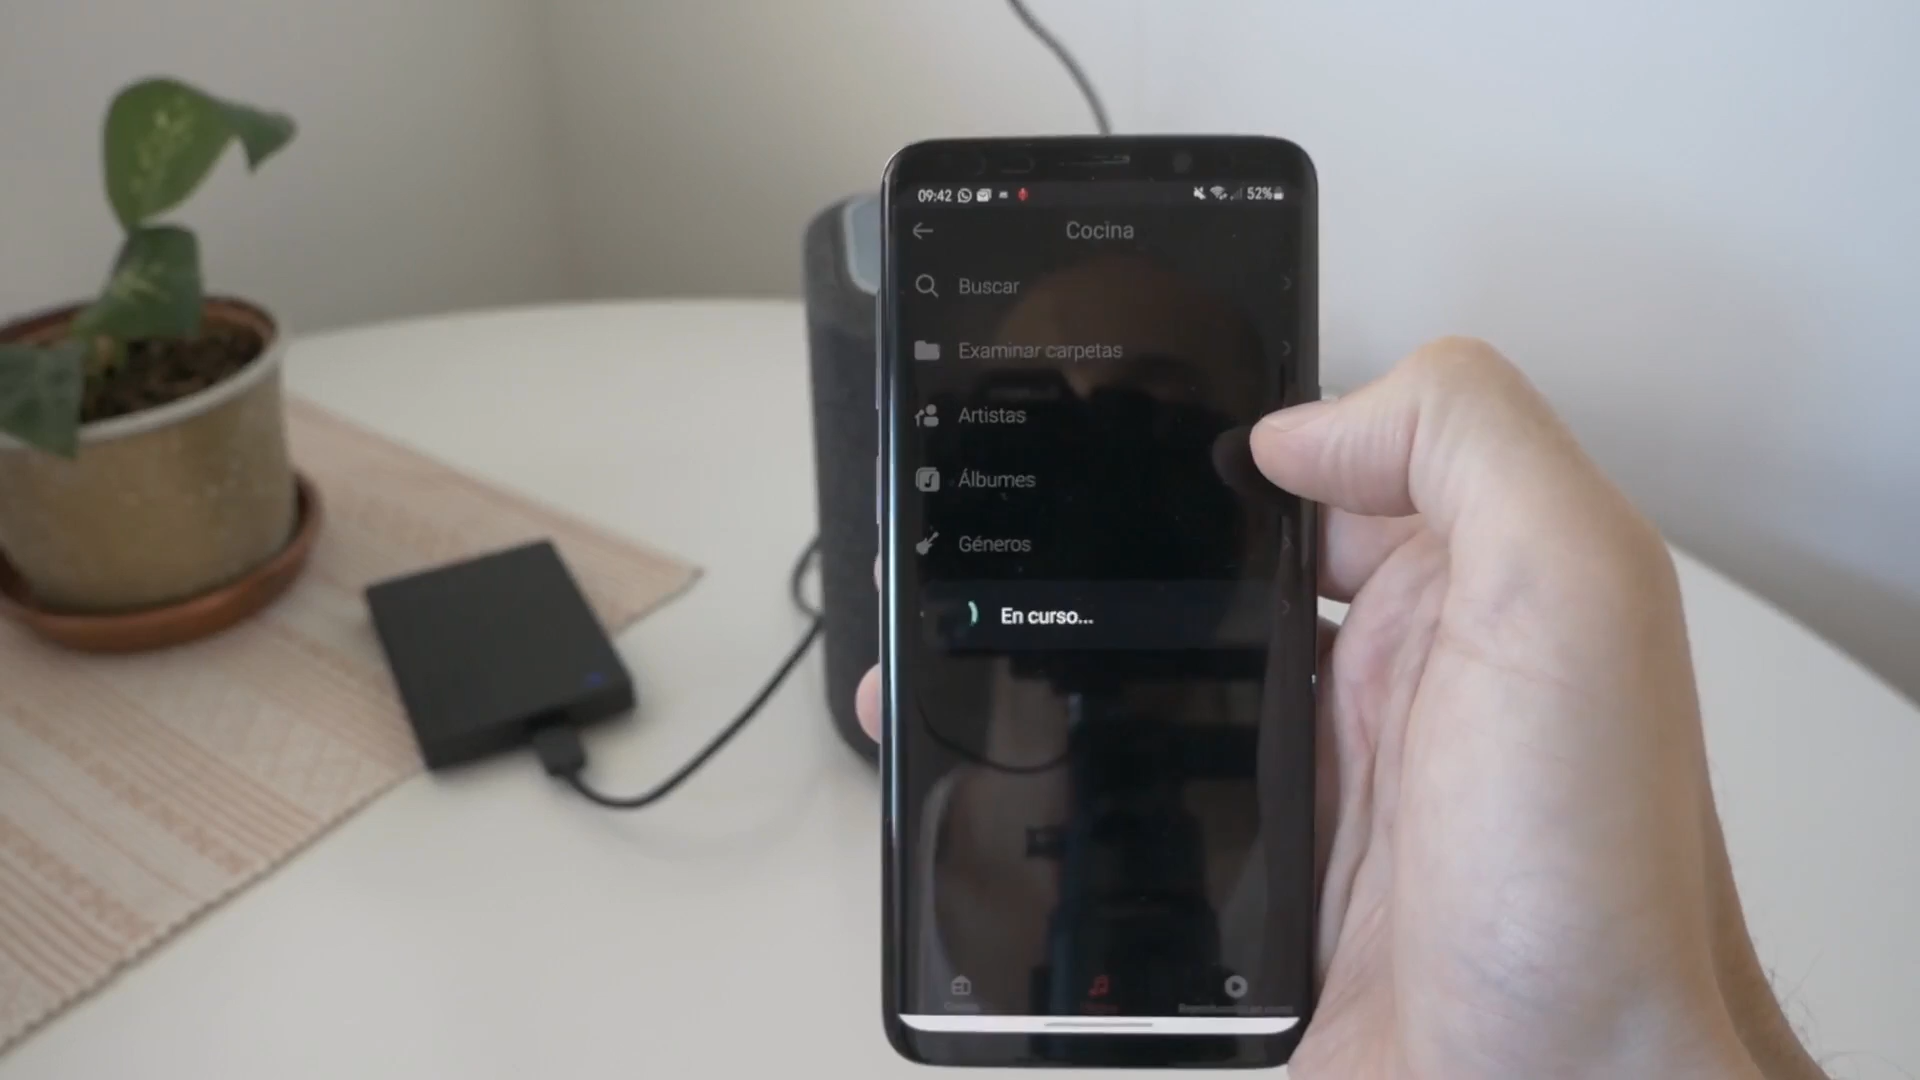 09:42 52%
Cocina
Buscar
Examinar carpetas
Artistas
Álbumes
Géneros
En curso...